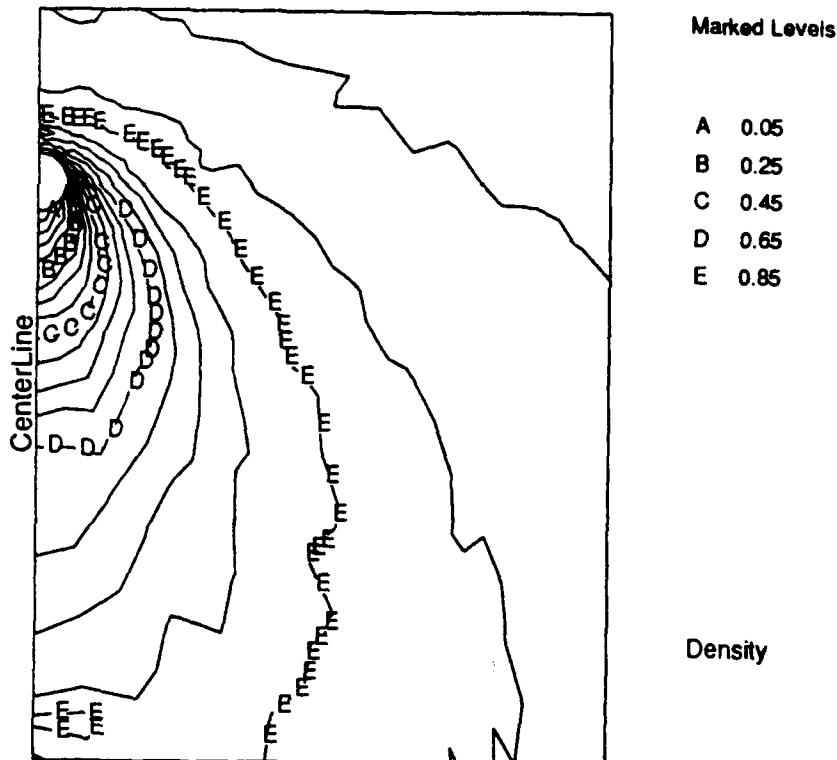 Marked Levels
A 0.05
B 0.25
C 0.45
D 0.65
E 0.85
CenterLine
Density
E E E E E
E E E E E E
E
E
E
E
E
E
E
E
E
E
E
E
E
E E E
E
E
E
E
E
E
E
E
E E
E E
D
D
D
D
D
D
D
D
D
D
D D
C
C
C
C
C C
B
B
B